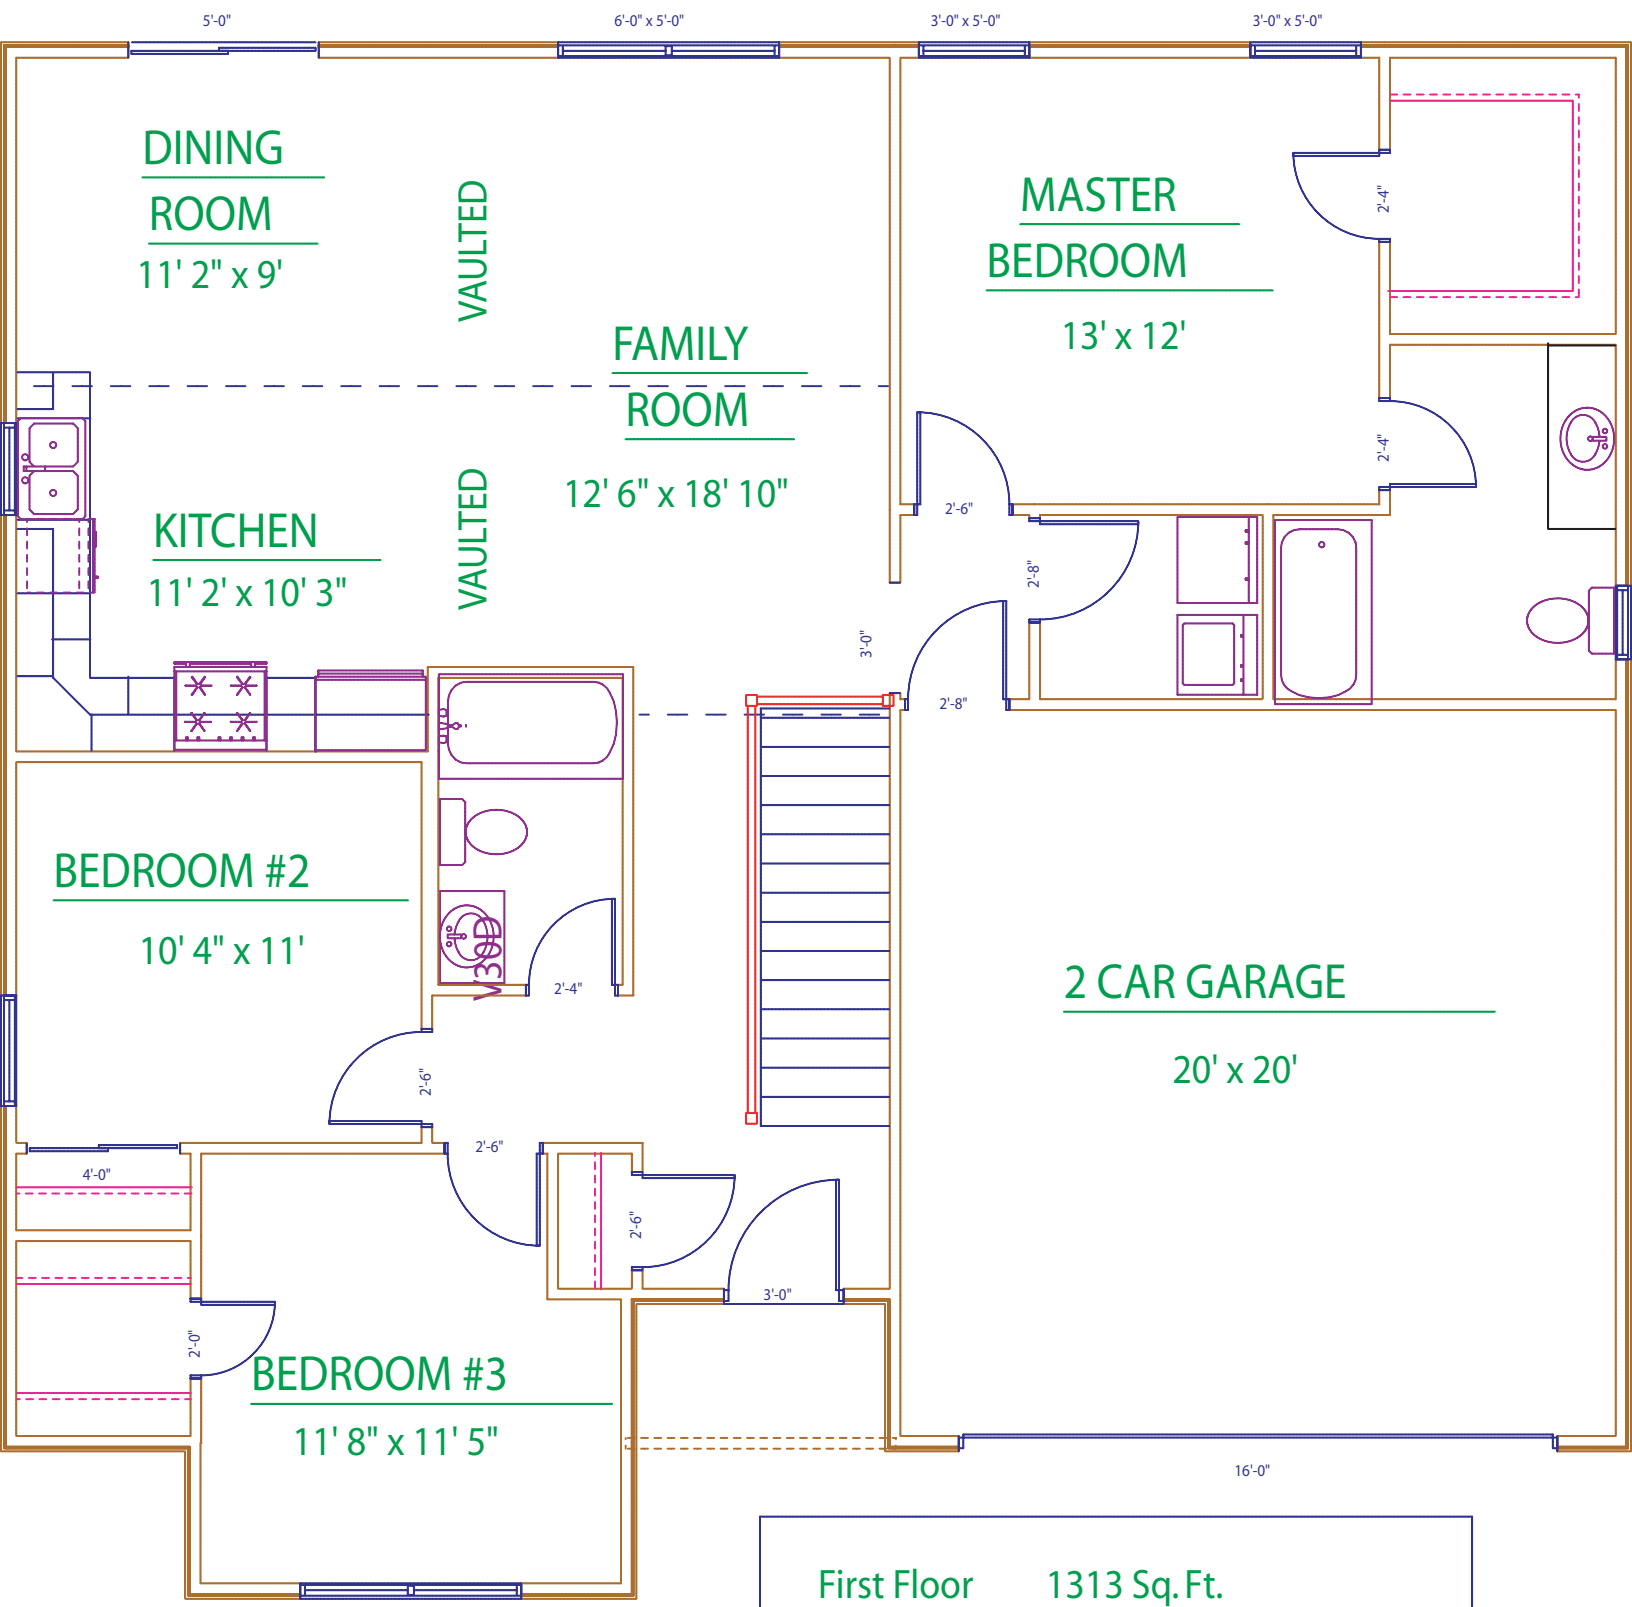 5'-0"
6'-0" x 5'-0"
3'-0" x 5'-0"
3'-0" x 5'-0"
DINING
ROOM
11' 2" x 9'
VAULTED
MASTER
BEDROOM
13' x 12'
2'-4"
FAMILY
ROOM
12' 6" x 18' 10"
2'-4"
KITCHEN
11' 2' x 10' 3"
VAULTED
2'-6"
2'-8"
3'-0"
2'-8"
BEDROOM #2
10' 4" x 11'
W30D
2'-4"
2 CAR GARAGE
20' x 20'
2'-6"
2'-6"
4'-0"
2'-6"
3'-0"
2'-0"
BEDROOM #3
11' 8" x 11' 5"
16'-0"
First Floor 1313 Sq. Ft.